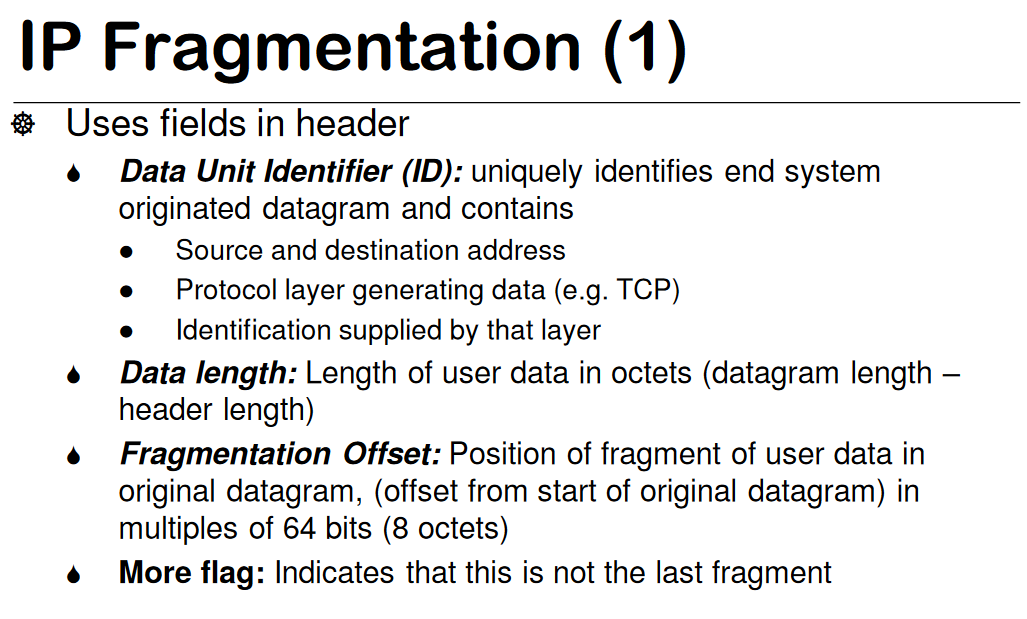 IP Fragmentation (1)
Uses fields in header
Data Unit Identifier (ID): uniquely identifies end system
originated datagram and contains
Source and destination address
Protocol layer generating data (e.g. TCP)
Identification supplied by that layer
Data length: Length of user data in octets (datagram length –
header length)
Fragmentation Offset: Position of fragment of user data in
original datagram, (offset from start of original datagram) in
multiples of 64 bits (8 octets)
More flag: Indicates that this is not the last fragment